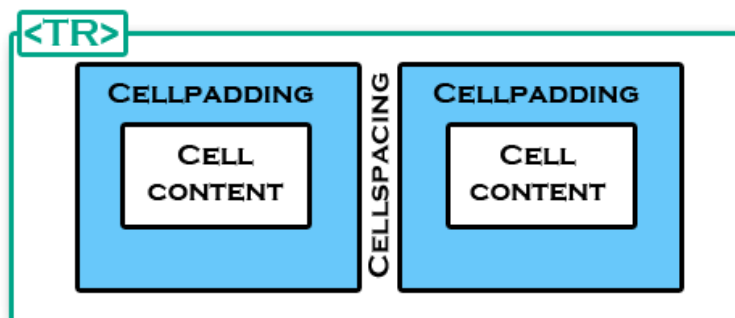 <TR>
CELLPADDING
CELL
CONTENT
CELLSPACING
CELLPADDING
CELL
CONTENT